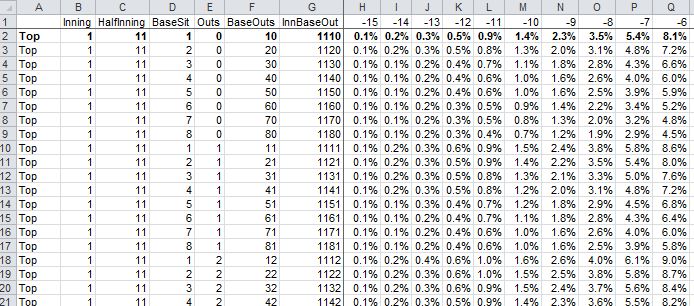 A B C D E F G H I J K L M N O P Q
1 Inning HalfInning BaseSit Outs BaseOuts InnBaseOut -15 -14 -13 -12 -11 -10 -9 -8 -7 -6
2 Top 1 11 1 0 10 1110 0.1% 0.2% 0.3% 0.5% 0.9% 1.4% 2.3% 3.5% 5.4% 8.1%
3 Top 1 11 2 0 20 1120 0.1% 0.2% 0.3% 0.5% 0.8% 1.3% 2.0% 3.1% 4.8% 7.2%
4 Top 1 11 3 0 30 1130 0.1% 0.1% 0.2% 0.4% 0.7% 1.1% 1.8% 2.8% 4.3% 6.6%
5 Top 1 11 4 0 40 1140 0.1% 0.1% 0.2% 0.4% 0.6% 1.0% 1.6% 2.6% 4.0% 6.0%
6 Top 1 11 5 0 50 1150 0.1% 0.1% 0.2% 0.4% 0.6% 1.0% 1.6% 2.5% 3.9% 5.9%
7 Top 1 11 6 0 60 1160 0.1% 0.1% 0.2% 0.3% 0.5% 0.9% 1.4% 2.2% 3.4% 5.2%
8 Top 1 11 7 0 70 1170 0.1% 0.1% 0.2% 0.3% 0.5% 0.8% 1.3% 2.0% 3.2% 4.8%
9 Top 1 11 8 0 80 1180 0.1% 0.1% 0.2% 0.3% 0.4% 0.7% 1.2% 1.9% 2.9% 4.5%
10 Top 1 11 1 1 11 1111 0.1% 0.2% 0.3% 0.6% 0.9% 1.5% 2.4% 3.8% 5.8% 8.6%
11 Top 1 11 2 1 21 1121 0.1% 0.2% 0.3% 0.5% 0.9% 1.4% 2.2% 3.5% 5.4% 8.0%
12 Top 1 11 3 1 31 1131 0.1% 0.2% 0.3% 0.5% 0.8% 1.3% 2.1% 3.3% 5.0% 7.6%
13 Top 1 11 4 1 41 1141 0.1% 0.2% 0.3% 0.5% 0.8% 1.2% 2.0% 3.1% 4.8% 7.2%
14 Top 1 11 5 1 51 1151 0.1% 0.1% 0.3% 0.4% 0.7% 1.2% 1.8% 2.9% 4.5% 6.8%
15 Top 1 11 6 1 61 1161 0.1% 0.1% 0.2% 0.4% 0.7% 1.1% 1.8% 2.8% 4.3% 6.4%
16 Top 1 11 7 1 71 1171 0.1% 0.1% 0.2% 0.4% 0.6% 1.0% 1.6% 2.6% 4.0% 6.0%
17 Top 1 11 8 1 81 1181 0.1% 0.1% 0.2% 0.4% 0.6% 1.0% 1.6% 2.5% 3.9% 5.8%
18 Top 1 11 1 2 12 1112 0.1% 0.2% 0.4% 0.6% 1.0% 1.6% 2.6% 4.0% 6.1% 9.0%
19 Top 1 11 2 2 22 1122 0.1% 0.2% 0.3% 0.6% 1.0% 1.5% 2.5% 3.8% 5.8% 8.7%
20 Top 1 11 3 2 32 1132 0.1% 0.2% 0.3% 0.6% 0.9% 1.5% 2.4% 3.7% 5.6% 8.4%
21 Top 1 11 4 2 42 1142 0.1% 0.2% 0.3% 0.5% 0.9% 1.4% 2.3% 3.6% 5.5% 8.2%